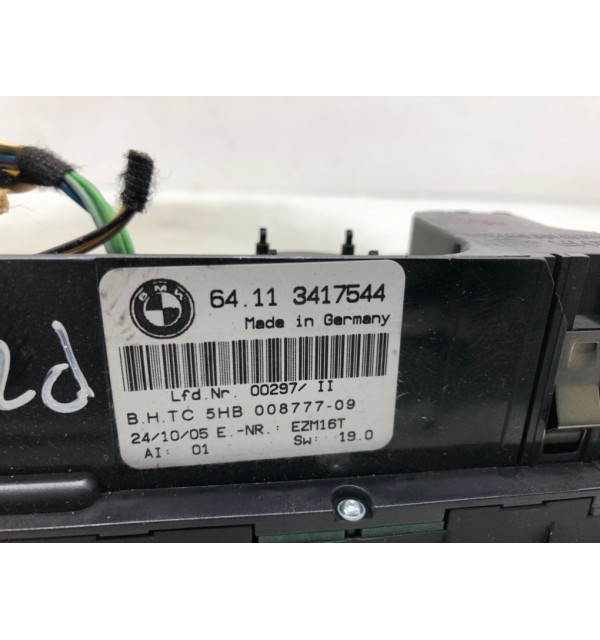 BMW
64.11 3417544
Made in Germany
Lfd.Nr. 00297/ II
B.H.TC 5HB 008777-09
24/10/05 E.-NR.: EZM16T
AI: 01 SW: 19.0